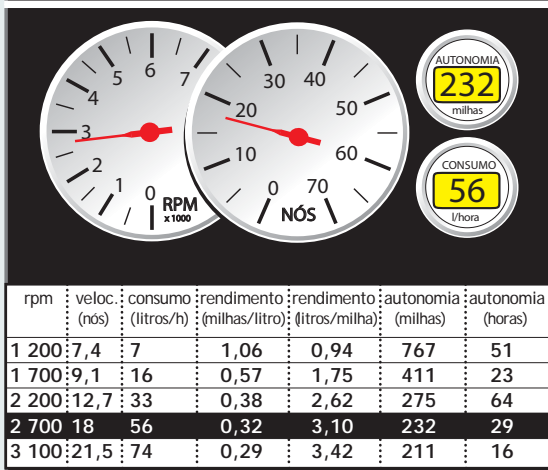 0 1 2 3 4 5 6 7
RPM
x 1000
0 10 20 30 40 50 60 70
NÓS
AUTONOMIA
232
milhas
CONSUMO
56
l/hora
rpm veloc. consumo rendimento rendimento autonomia autonomia
(nós) (litros/h) (milhas/litro) (litros/milha) (milhas) (horas)
1 200 7,4 7 1,06 0,94 767 51
1 700 9,1 16 0,57 1,75 411 23
2 200 12,7 33 0,38 2,62 275 64
2 700 18 56 0,32 3,10 232 29
3 100 21,5 74 0,29 3,42 211 16